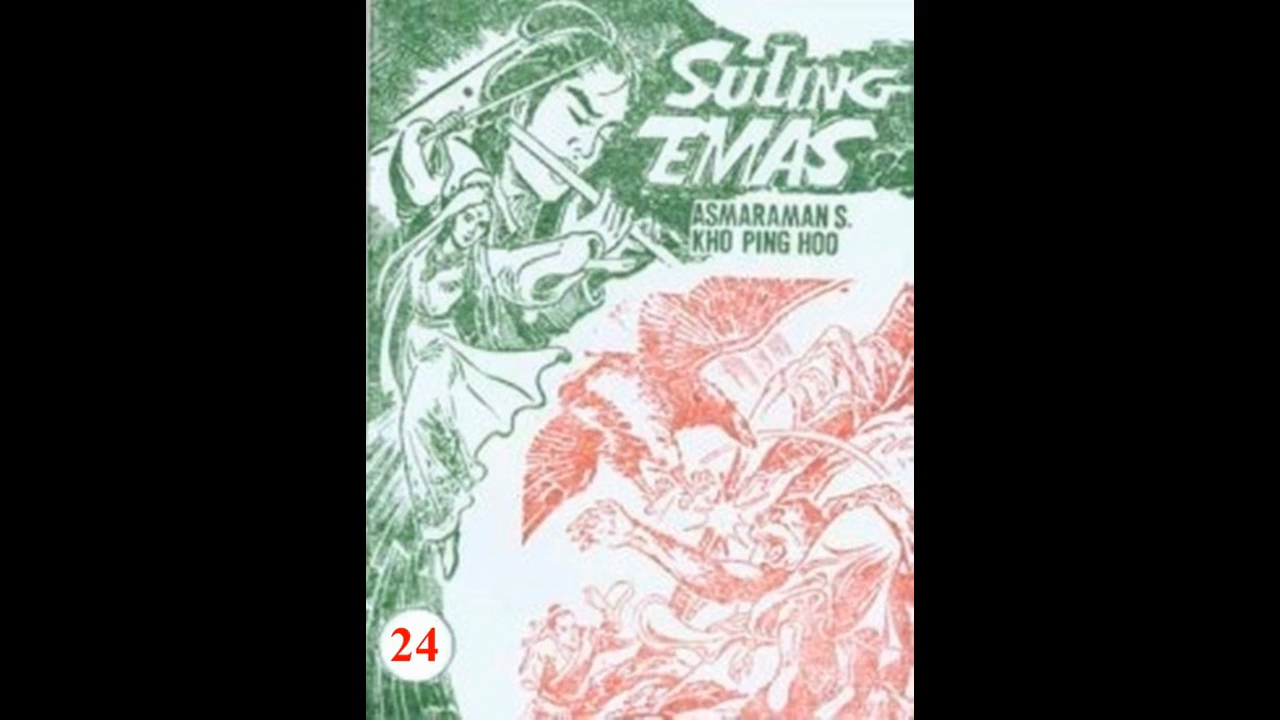 SULING
EMAS
ASMARAMAN S.
KHO PING HOO
24